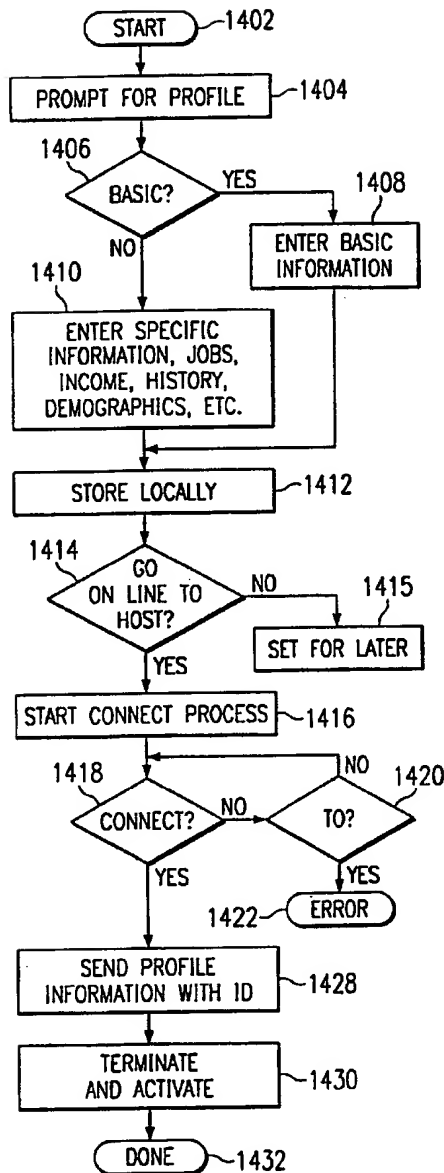 START
1402
PROMPT FOR PROFILE
1404
1406
BASIC?
YES
1408
NO
ENTER BASIC
INFORMATION
1410
ENTER SPECIFIC
INFORMATION, JOBS,
INCOME, HISTORY,
DEMOGRAPHICS, ETC.
STORE LOCALLY
1412
1414
GO
ON LINE TO
HOST?
NO
1415
SET FOR LATER
YES
START CONNECT PROCESS
1416
1418
CONNECT?
NO
NO
1420
TO?
YES
YES
1422
ERROR
SEND PROFILE
INFORMATION WITH ID
1428
TERMINATE
AND ACTIVATE
1430
DONE
1432